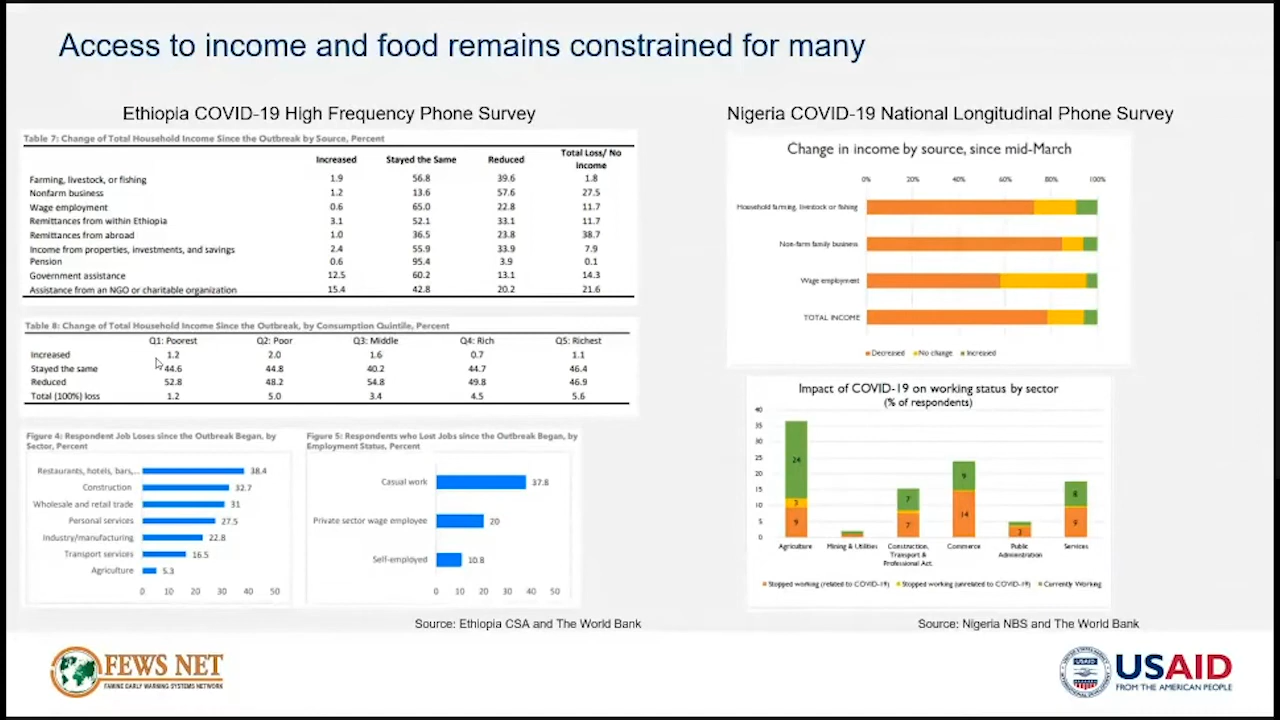 Access to income and food remains constrained for many
Ethiopia COVID-19 High Frequency Phone Survey
Table 7: Change of Total Household Income Since the Outbreak by Source, Percent
Increased Stayed the Same Reduced Total Loss/ No
Income
Farming, livestock, or fishing 1.9 56.8 39.6 1.8
Nonfarm business 1.2 13.6 57.6 27.5
Wage employment 0.6 65.0 22.8 11.7
Remittances from within Ethiopia 3.1 52.1 33.1 11.7
Remittances from abroad 1.0 36.5 23.8 38.7
Income from properties, investments, and savings 2.4 55.9 33.9 7.9
Pension 0.6 95.4 3.9 0.1
Government assistance 12.5 60.2 13.1 14.3
Assistance from an NGO or charitable organization 15.4 42.8 20.2 21.6
Table 8: Change of Total Household Income Since the Outbreak, by Consumption Quintile, Percent
Q1: Poorest Q2: Poor Q3: Middle Q4: Rich Q5: Richest
Increased 1.2 2.0 1.6 0.7 1.1
Stayed the same 44.6 44.8 40.2 44.7 46.4
Reduced 52.8 48.2 54.8 49.8 46.9
Total (100%) loss 1.2 5.0 3.4 4.5 5.6
Figure 4: Respondent Job Loses since the Outbreak Began, by
Sector, Percent
Restaurants, hotels, bars,... 38.4
Construction 32.7
Wholesale and retail trade 31
Personal services 27.5
Industry/manufacturing 22.8
Transport services 16.5
Agriculture 5.3
0 10 20 30 40 50
Figure 5: Respondents who Lost Jobs since the Outbreak Began, by
Employment Status, Percent
Casual work 37.8
Private sector wage employee 20
Self-employed 10.8
0 10 20 30 40 50
Source: Ethiopia CSA and The World Bank
Nigeria COVID-19 National Longitudinal Phone Survey
Change in income by source, since mid-March
0% 20% 40% 60% 80% 100%
Household farming, livestock or fishing
Non-farm family business
Wage employment
TOTAL INCOME
Decreased No change Increased
Impact of COVID-19 on working status by sector
(% of respondents)
40
35
30
25
20
15
10
5
0
24 3 9
7 7
9 14
3
8 9
Agriculture Mining & Utilities Construction, Commerce Public Services
Transport & Administration
Professional Act.
Stopped working (related to COVID-19) Stopped working (unrelated to COVID-19) Currently Working
Source: Nigeria NBS and The World Bank
FEWS NET
FAMINE EARLY WARNING SYSTEMS NETWORK
USAID
USAID
FROM THE AMERICAN PEOPLE